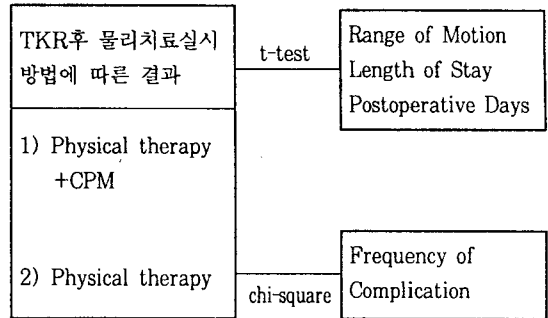 TKR후 물리치료실시
방법에 따른 결과
1) Physical therapy
+CPM
2) Physical therapy
t-test
chi-square
Range of Motion
Length of Stay
Postoperative Days
Frequency of
Complication